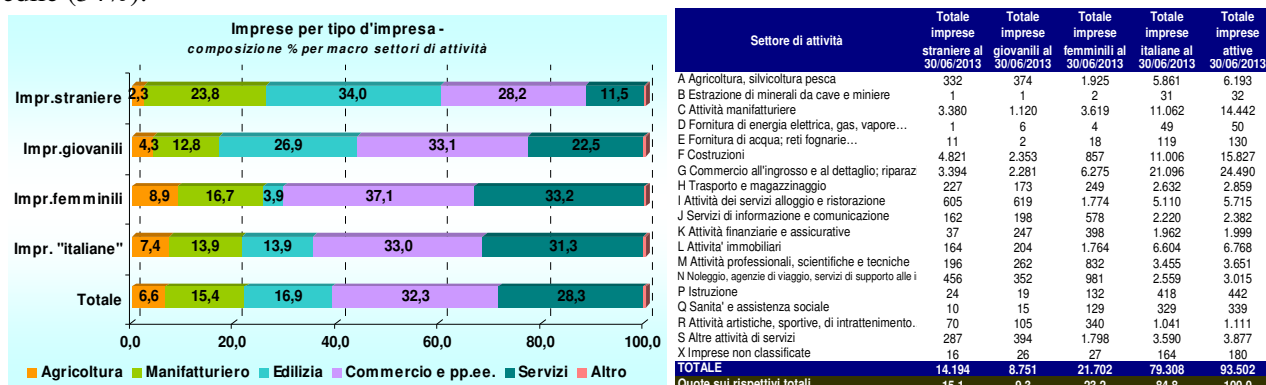 Imprese per tipo d'impresa -
composizione % per macro settori di attività
Impr.straniere 2,3 23,8 34,0 28,2 11,5
Impr.giovanili 4,3 12,8 26,9 33,1 22,5
Impr.femminili 8,9 16,7 3,9 37,1 33,2
Impr. "italiane" 7,4 13,9 13,9 33,0 31,3
Totale 6,6 15,4 16,9 32,3 28,3
0,0 20,0 40,0 60,0 80,0 100,0
Agricoltura Manifatturiero Edilizia Commercio e pp.ee. Servizi Altro
Settore di attività Totale imprese straniere al 30/06/2013 Totale imprese giovanili al 30/06/2013 Totale imprese femminili al 30/06/2013 Totale imprese italiane al 30/06/2013 Totale imprese attive 30/06/2013
A Agricoltura, silvicoltura pesca 332 374 1.925 5.861 6.193
B Estrazione di minerali da cave e miniere 1 1 2 31 32
C Attività manifatturiere 3.380 1.120 3.619 11.062 14.442
D Fornitura di energia elettrica, gas, vapore... 1 6 4 49 50
E Fornitura di acqua; reti fognarie... 11 2 18 119 130
F Costruzioni 4.821 2.353 857 11.006 15.827
G Commercio all'ingrosso e al dettaglio; riparaz 3.394 2.281 6.275 21.096 24.490
H Trasporto e magazzinaggio 227 173 249 2.632 2.859
I Attività dei servizi alloggio e ristorazione 605 619 1.774 5.110 5.715
J Servizi di informazione e comunicazione 162 198 578 2.220 2.382
K Attività finanziarie e assicurative 37 247 398 1.962 1.999
L Attivita' immobiliari 164 204 1.764 6.604 6.768
M Attività professionali, scientifiche e tecniche 196 262 832 3.455 3.651
N Noleggio, agenzie di viaggio, servizi di supporto alle i 456 352 981 2.559 3.015
P Istruzione 24 19 132 418 442
Q Sanita' e assistenza sociale 10 15 129 329 339
R Attività artistiche, sportive, di intrattenimento. 70 105 340 1.041 1.111
S Altre attività di servizi 287 394 1.798 3.590 3.877
X Imprese non classificate 16 26 27 164 180
TOTALE 14.194 8.751 21.702 79.308 93.502
Quote sui rispettivi totali 15,1 9,3 23,2 84,8 100,0